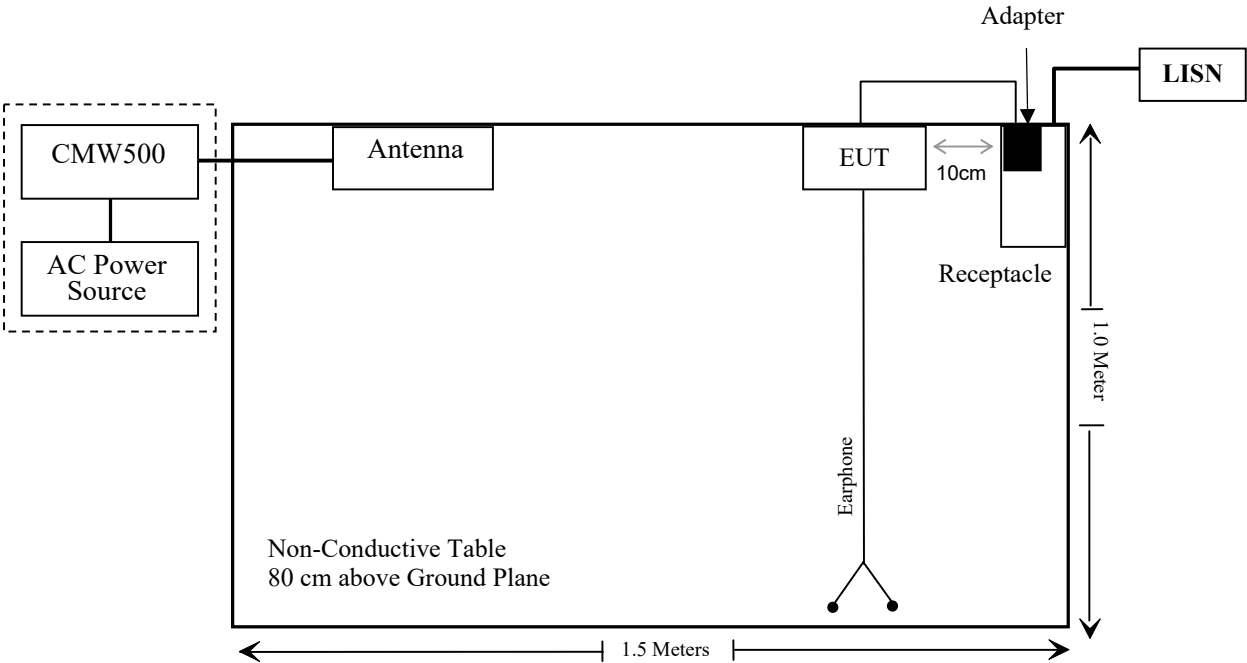 Adapter
LISN
CMW500
Antenna
EUT
10cm
AC Power
Source
Receptacle
1.0 Meter
Earphone
Non-Conductive Table
80 cm above Ground Plane
1.5 Meters